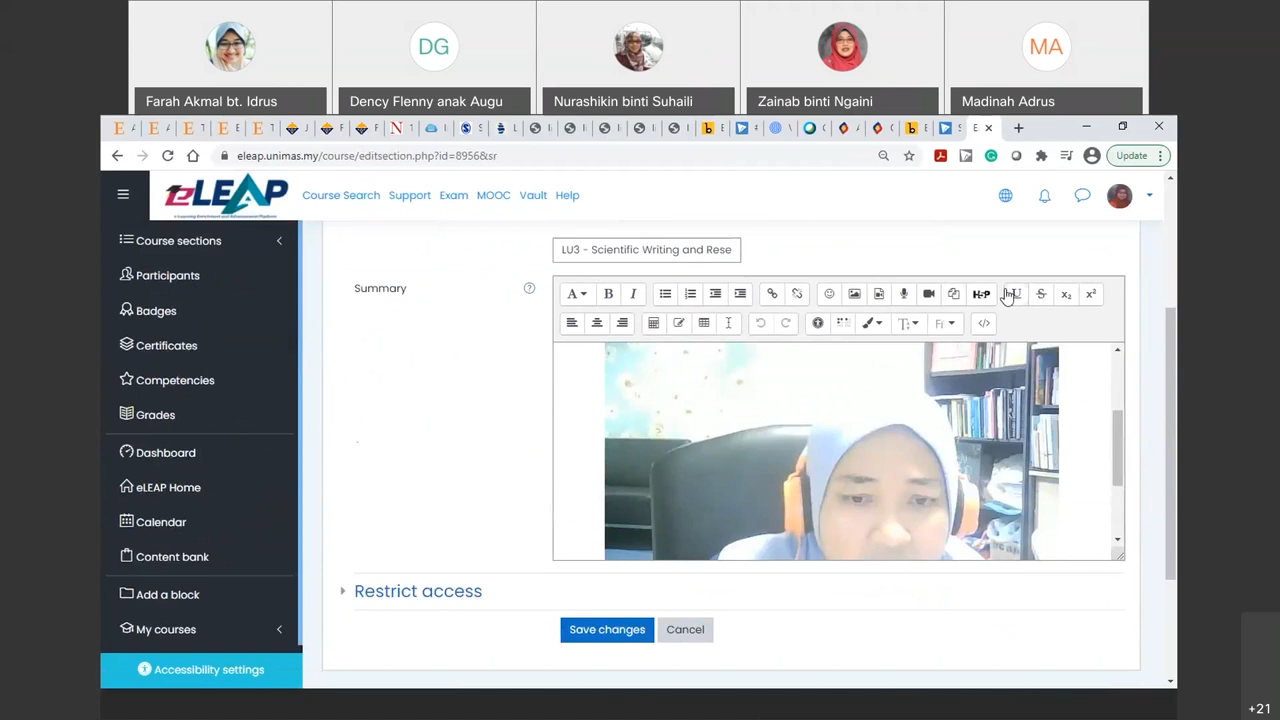 DG
MA
Farah Akmal bt. Idrus
Dency Flenny anak Augu
Nurashikin binti Suhaili
Zainab binti Ngaini
Madinah Adrus
eleap.unimas.my/course/editsection.php?id=8956&sr
Update
eLEAP
Course Search Support Exam MOOC Vault Help
Course sections
Participants
Badges
Certificates
Competencies
Grades
Dashboard
eLEAP Home
Calendar
Content bank
Add a block
My courses
Accessibility settings
LU3 - Scientific Writing and Rese
Summary
Restrict access
Save changes
Cancel
+21